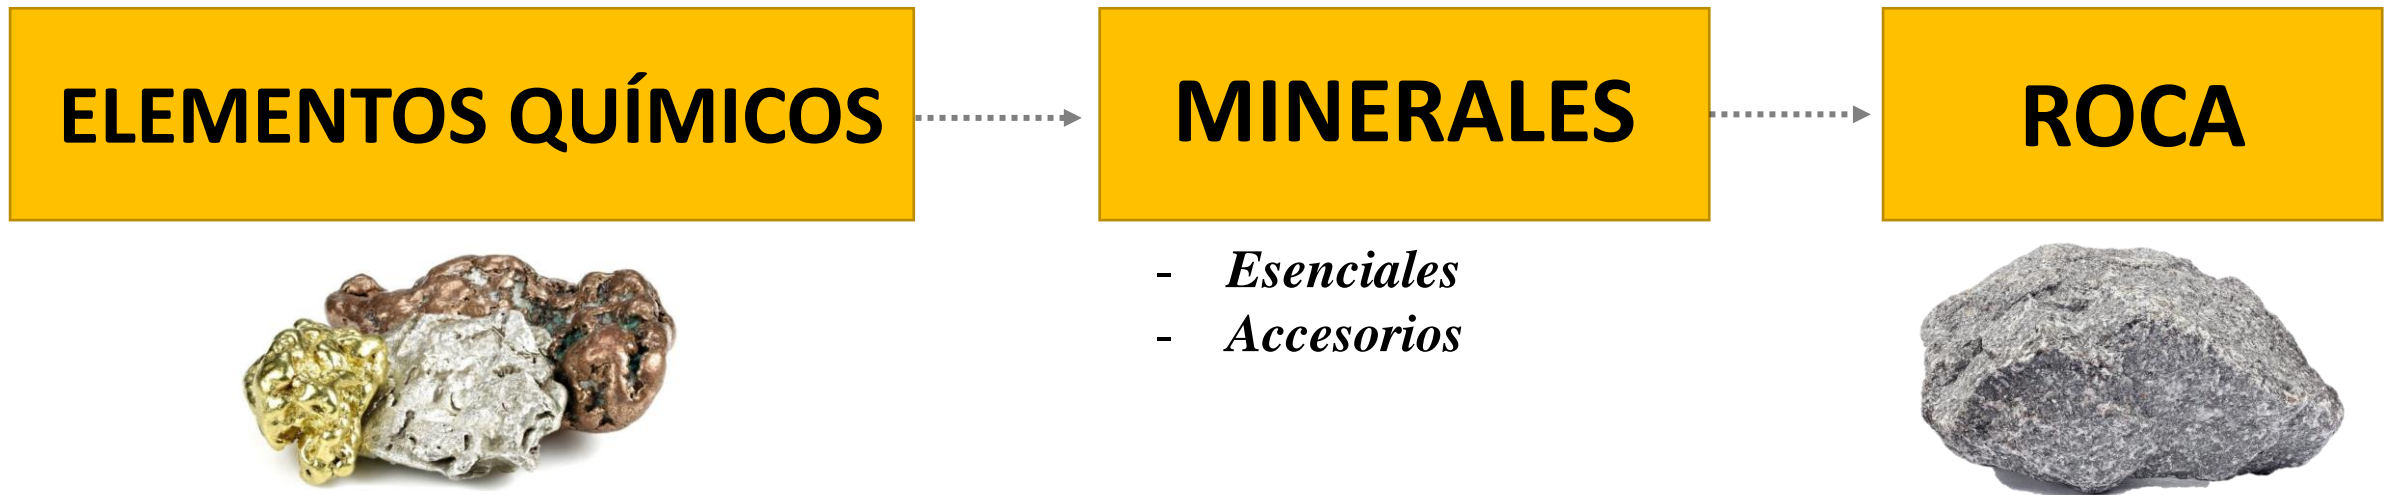 ELEMENTOS QUÍMICOS
MINERALES
ROCA
- Esenciales
- Accesorios